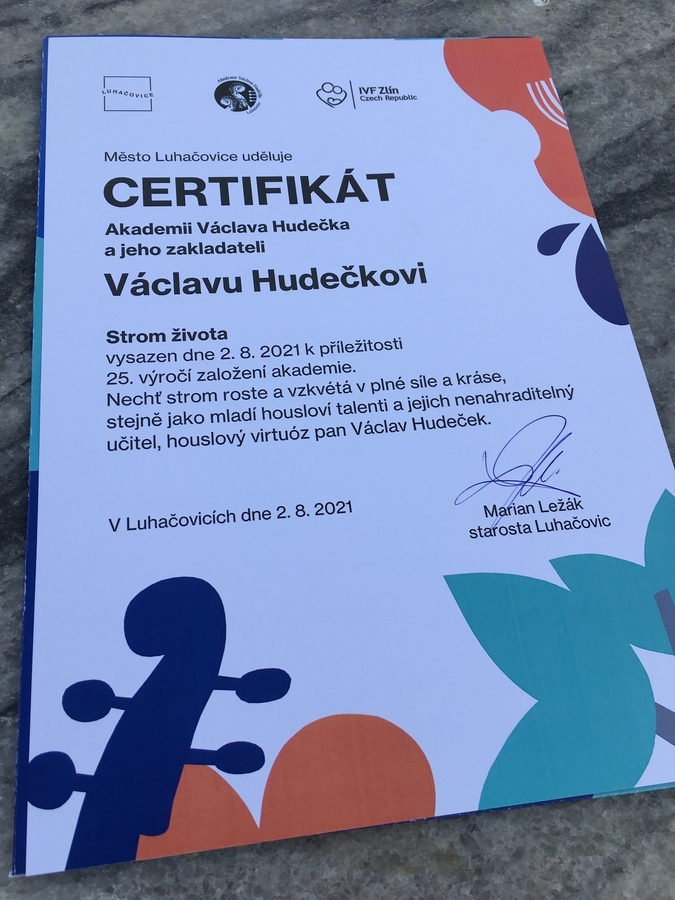 LUHAČOVICE
IVF Zlín
Czech Republic
Město Luhačovice uděluje
CERTIFIKÁT
Akademii Václava Hudečka
a jeho zakladateli
Václavu Hudečkovi
Strom života
vysazen dne 2. 8. 2021 k příležitosti
25. výročí založení akademie.
Nechť strom roste a vzkvétá v plné síle a kráse,
stejně jako mladí housloví talenti a jejich nenahraditelný
učitel, houslový virtuóz pan Václav Hudeček.
V Luhačovicích dne 2. 8. 2021
Marian Ležák
starosta Luhačovic